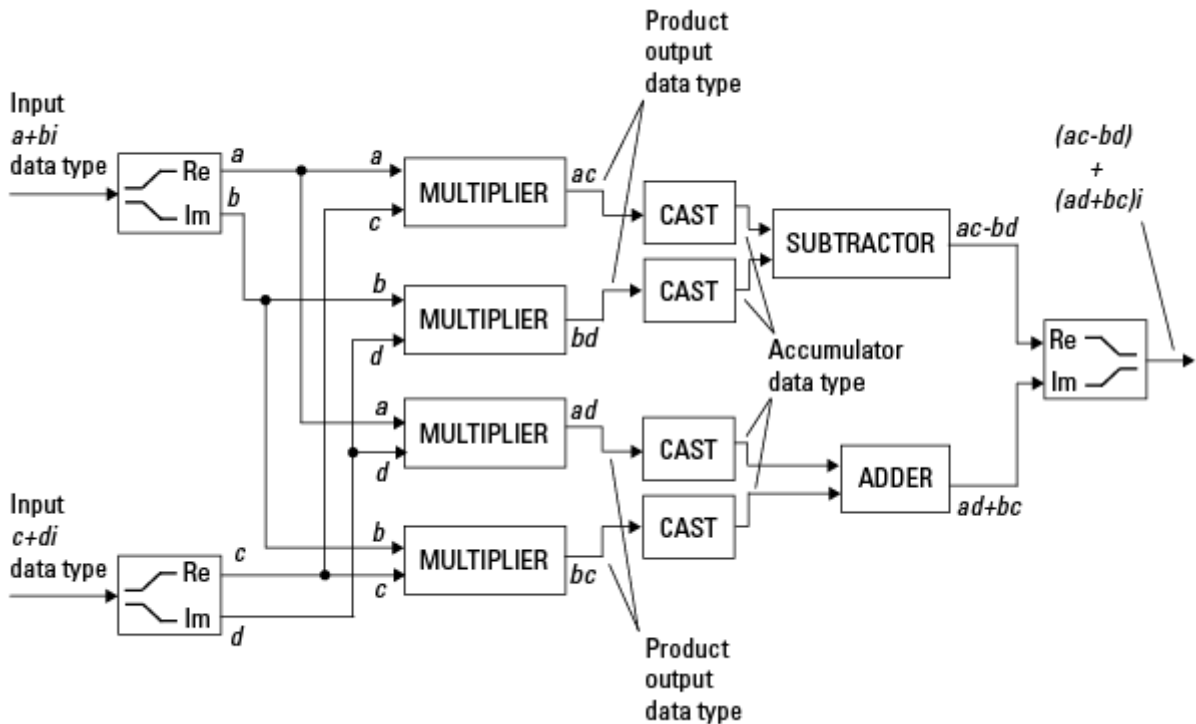 Product
output
data type
Input
a+bi
data type
(ac-bd)
+
(ad+bc)i
Re
Im
a
b
a
c
MULTIPLIER
ac
CAST
SUBTRACTOR
ac-bd
CAST
b
d
MULTIPLIER
bd
Re
Im
Accumulator
data type
a
d
MULTIPLIER
ad
CAST
ADDER
ad+bc
CAST
Input
c+di
data type
Re
Im
c
d
b
c
MULTIPLIER
bc
Product
output
data type